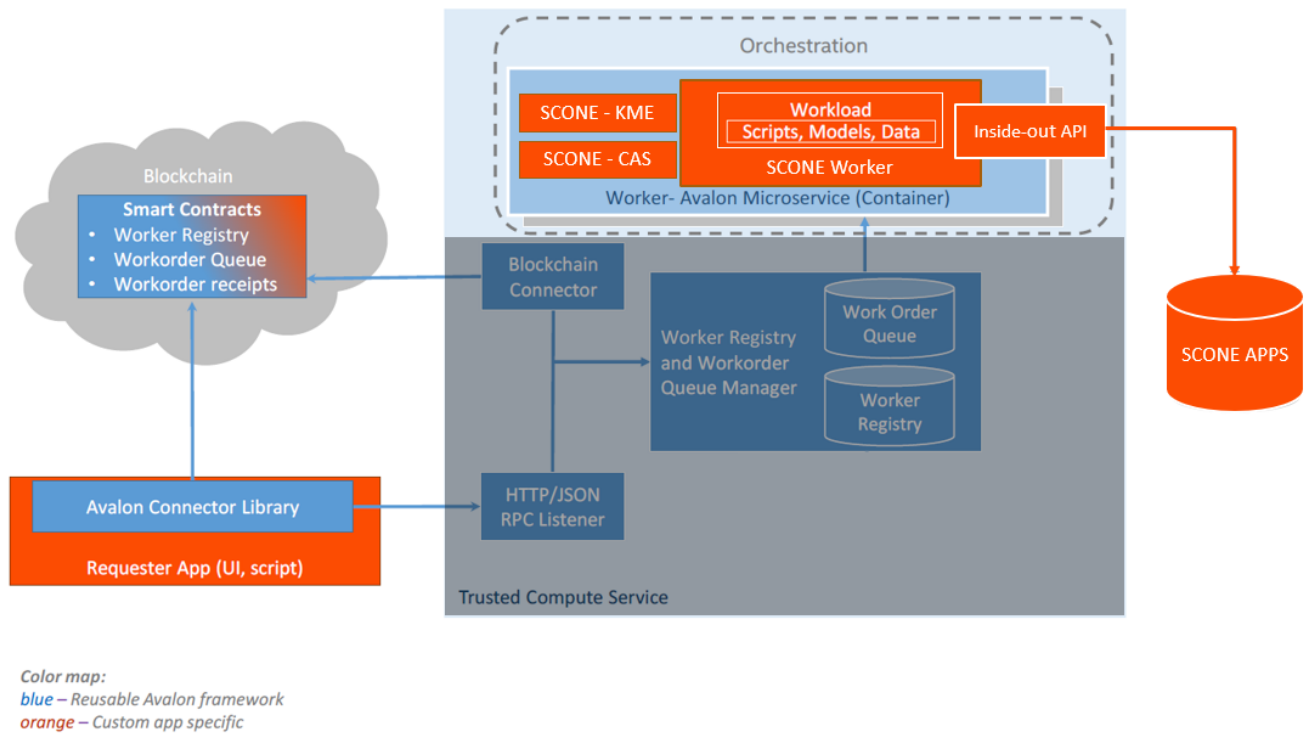 Orchestration
SCONE - KME
SCONE - CAS
Workload
Scripts, Models, Data
SCONE Worker
Inside-out API
Worker- Avalon Microservice (Container)
Blockchain
Smart Contracts
• Worker Registry
• Workorder Queue
• Workorder receipts
Blockchain
Connector
Worker Registry
and Workorder
Queue Manager
Work Order
Queue
Worker
Registry
SCONE APPS
Avalon Connector Library
Requester App (UI, script)
HTTP/JSON
RPC Listener
Trusted Compute Service
Color map:
blue – Reusable Avalon framework
orange – Custom app specific